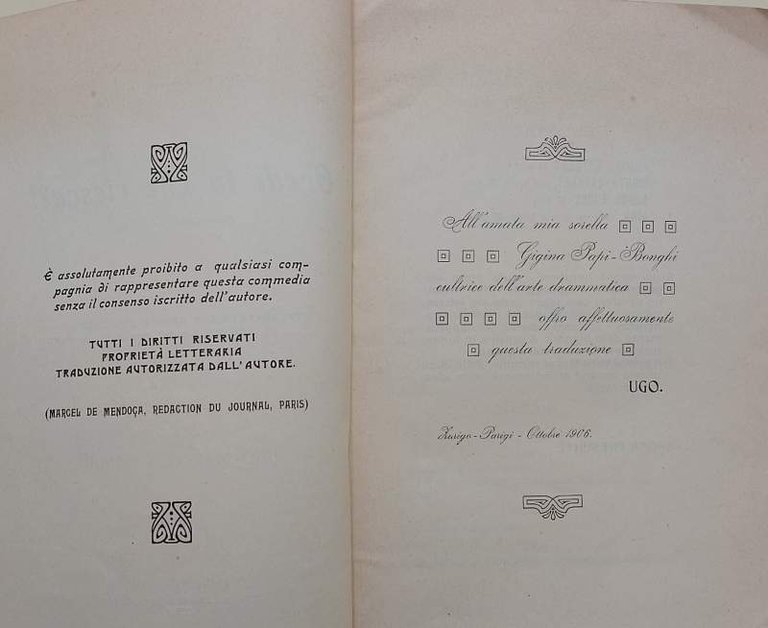 È assolutamente proibito a qualsiasi com-
pagnia di rappresentare questa commedia
senza il consenso iscritto dell'autore.
TUTTI I DIRITTI RISERVATI
PROPRIETÀ LETTERARIA
TRADUZIONE AUTORIZZATA DALL'AUTORE.
(MARCEL DE MENDOÇA, REDACTION DU JOURNAL, PARIS)
All'amata mia sorella
Gigina Papi-Bonghi
cultrice dell'arte drammatica
offro affettuosamente
questa traduzione
UGO.
Zurigo-Parigi - Ottobre 1906.